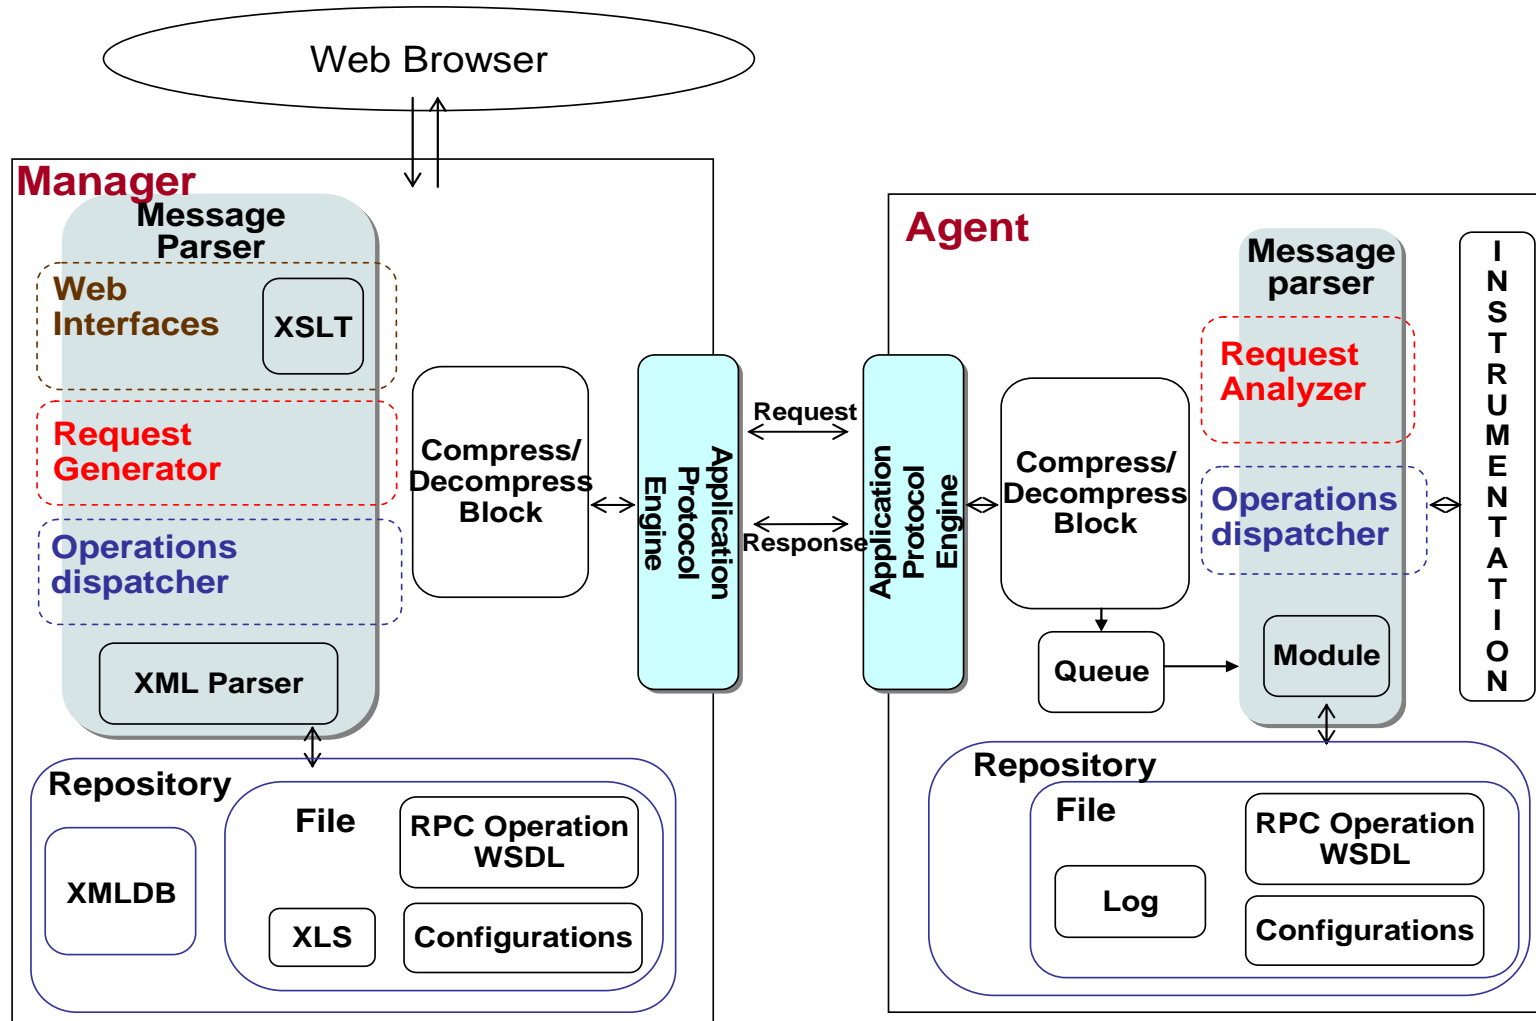 Web Browser
Manager
Message
Parser
Web
Interfaces
XSLT
Request
Generator
Operations
dispatcher
XML Parser
Compress/
Decompress
Block
Application
Protocol
Engine
Repository
XMLDB
File
RPC Operation
WSDL
XLS
Configurations
Request
Response
Agent
Application
Protocol
Engine
Compress/
Decompress
Block
Queue
Message
parser
Request
Analyzer
Operations
dispatcher
Module
INSTRUMENTATION
Repository
File
RPC Operation
WSDL
Log
Configurations